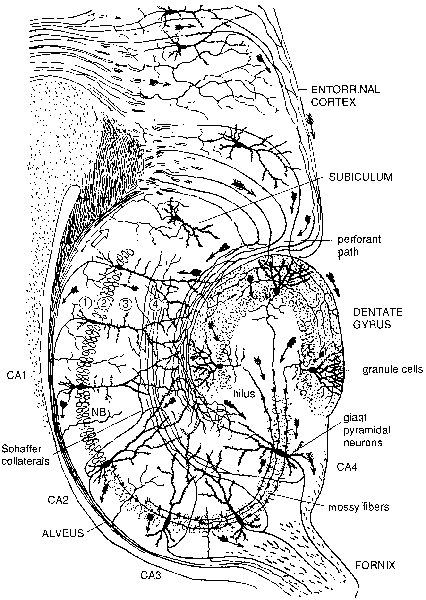 ENTORRINAL
CORTEX
SUBICULUM
perforant
path
DENTATE
GYRUS
CA1
granule cells
hilus
NB
giant
pyramidal
neurons
Schaffer
collaterals
CA4
CA2
mossy fibers
ALVEUS
FORNIX
CA3